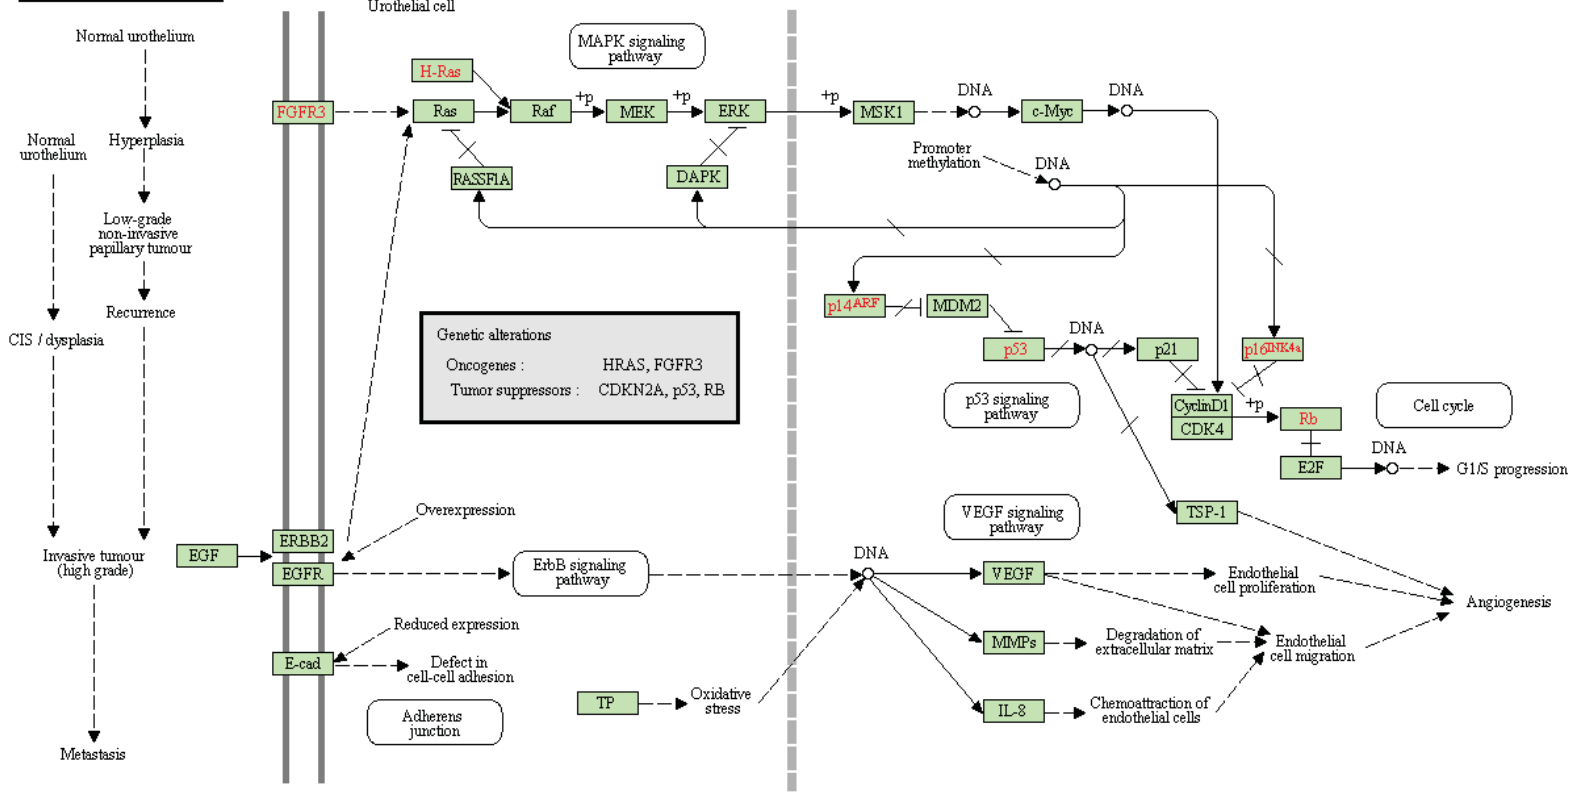 Urothelial cell
Normal urothelium
MAPK signaling
pathway
H-Ras
FGFR3
Ras
Raf
+p
MEK
+p
ERK
+p
MSK1
DNA
c-Myc
DNA
Normal
urothelium
Hyperplasia
Promoter
methylation
DNA
RASSF1A
DAPK
Low-grade
non-invasive
papillary tumour
Recurrence
p14ARF
MDM2
CIS / dysplasia
Genetic alterations
Oncogenes : HRAS, FGFR3
Tumor suppressors : CDKN2A, p53, RB
p53
DNA
p21
p16INK4a
p53 signaling
pathway
CyclinD1
CDK4
+p
Rb
Cell cycle
E2F
DNA
G1/S progression
Overexpression
VEGF signaling
pathway
TSP-1
Invasive tumour
(high grade)
EGF
ERBB2
EGFR
ErbB signaling
pathway
DNA
VEGF
Endothelial
cell proliferation
Angiogenesis
Reduced expression
E-cad
Defect in
cell-cell adhesion
MMPs
Degradation of
extracellular matrix
Endothelial
cell migration
TP
Oxidative
stress
IL-8
Chemoattraction of
endothelial cells
Adherens
junction
Metastasis